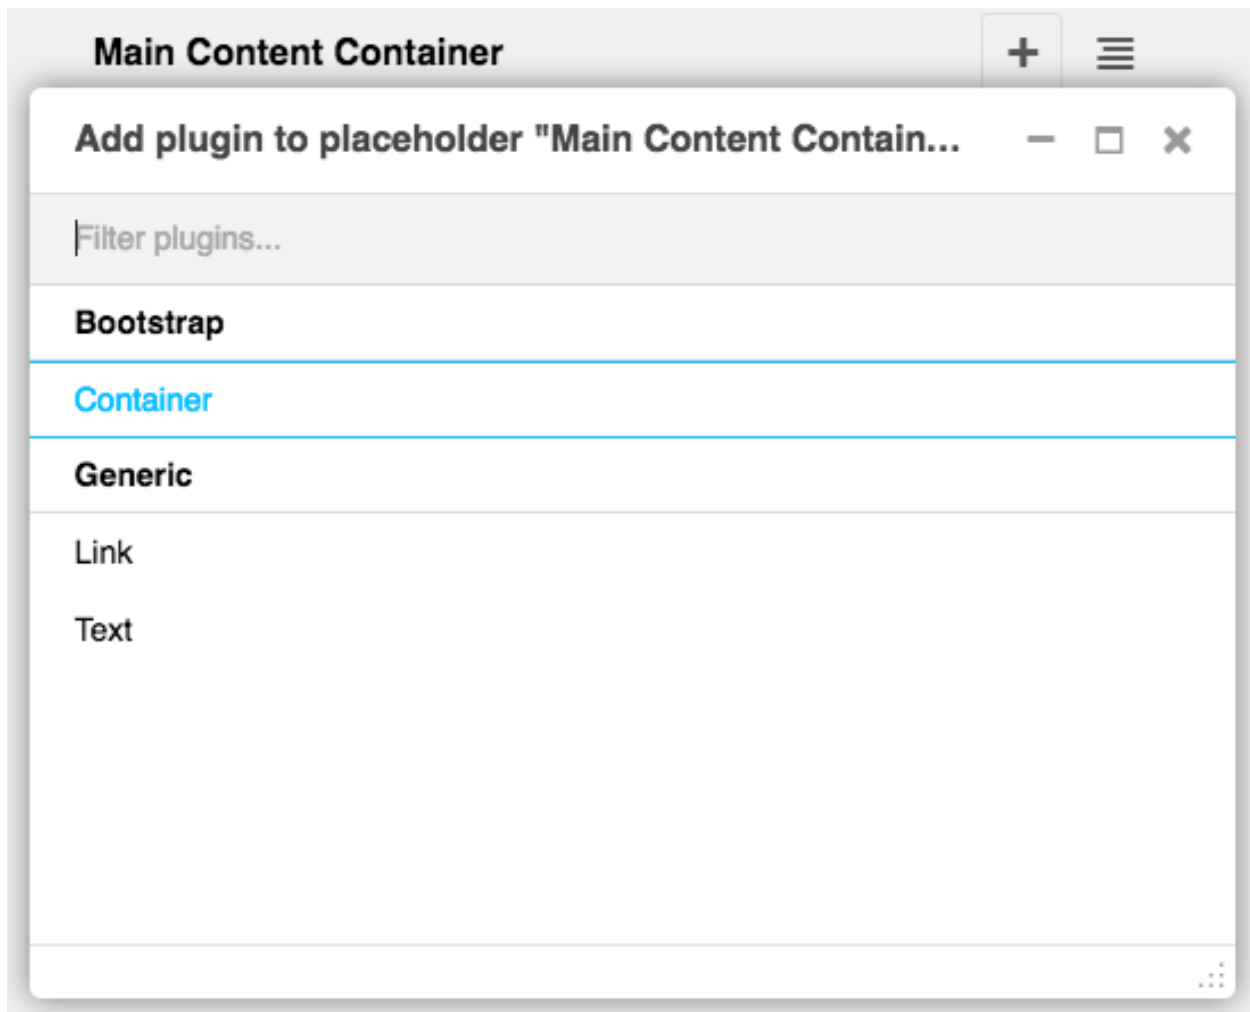 Main Content Container
Add plugin to placeholder "Main Content Contain...
Filter plugins...
Bootstrap
Container
Generic
Link
Text